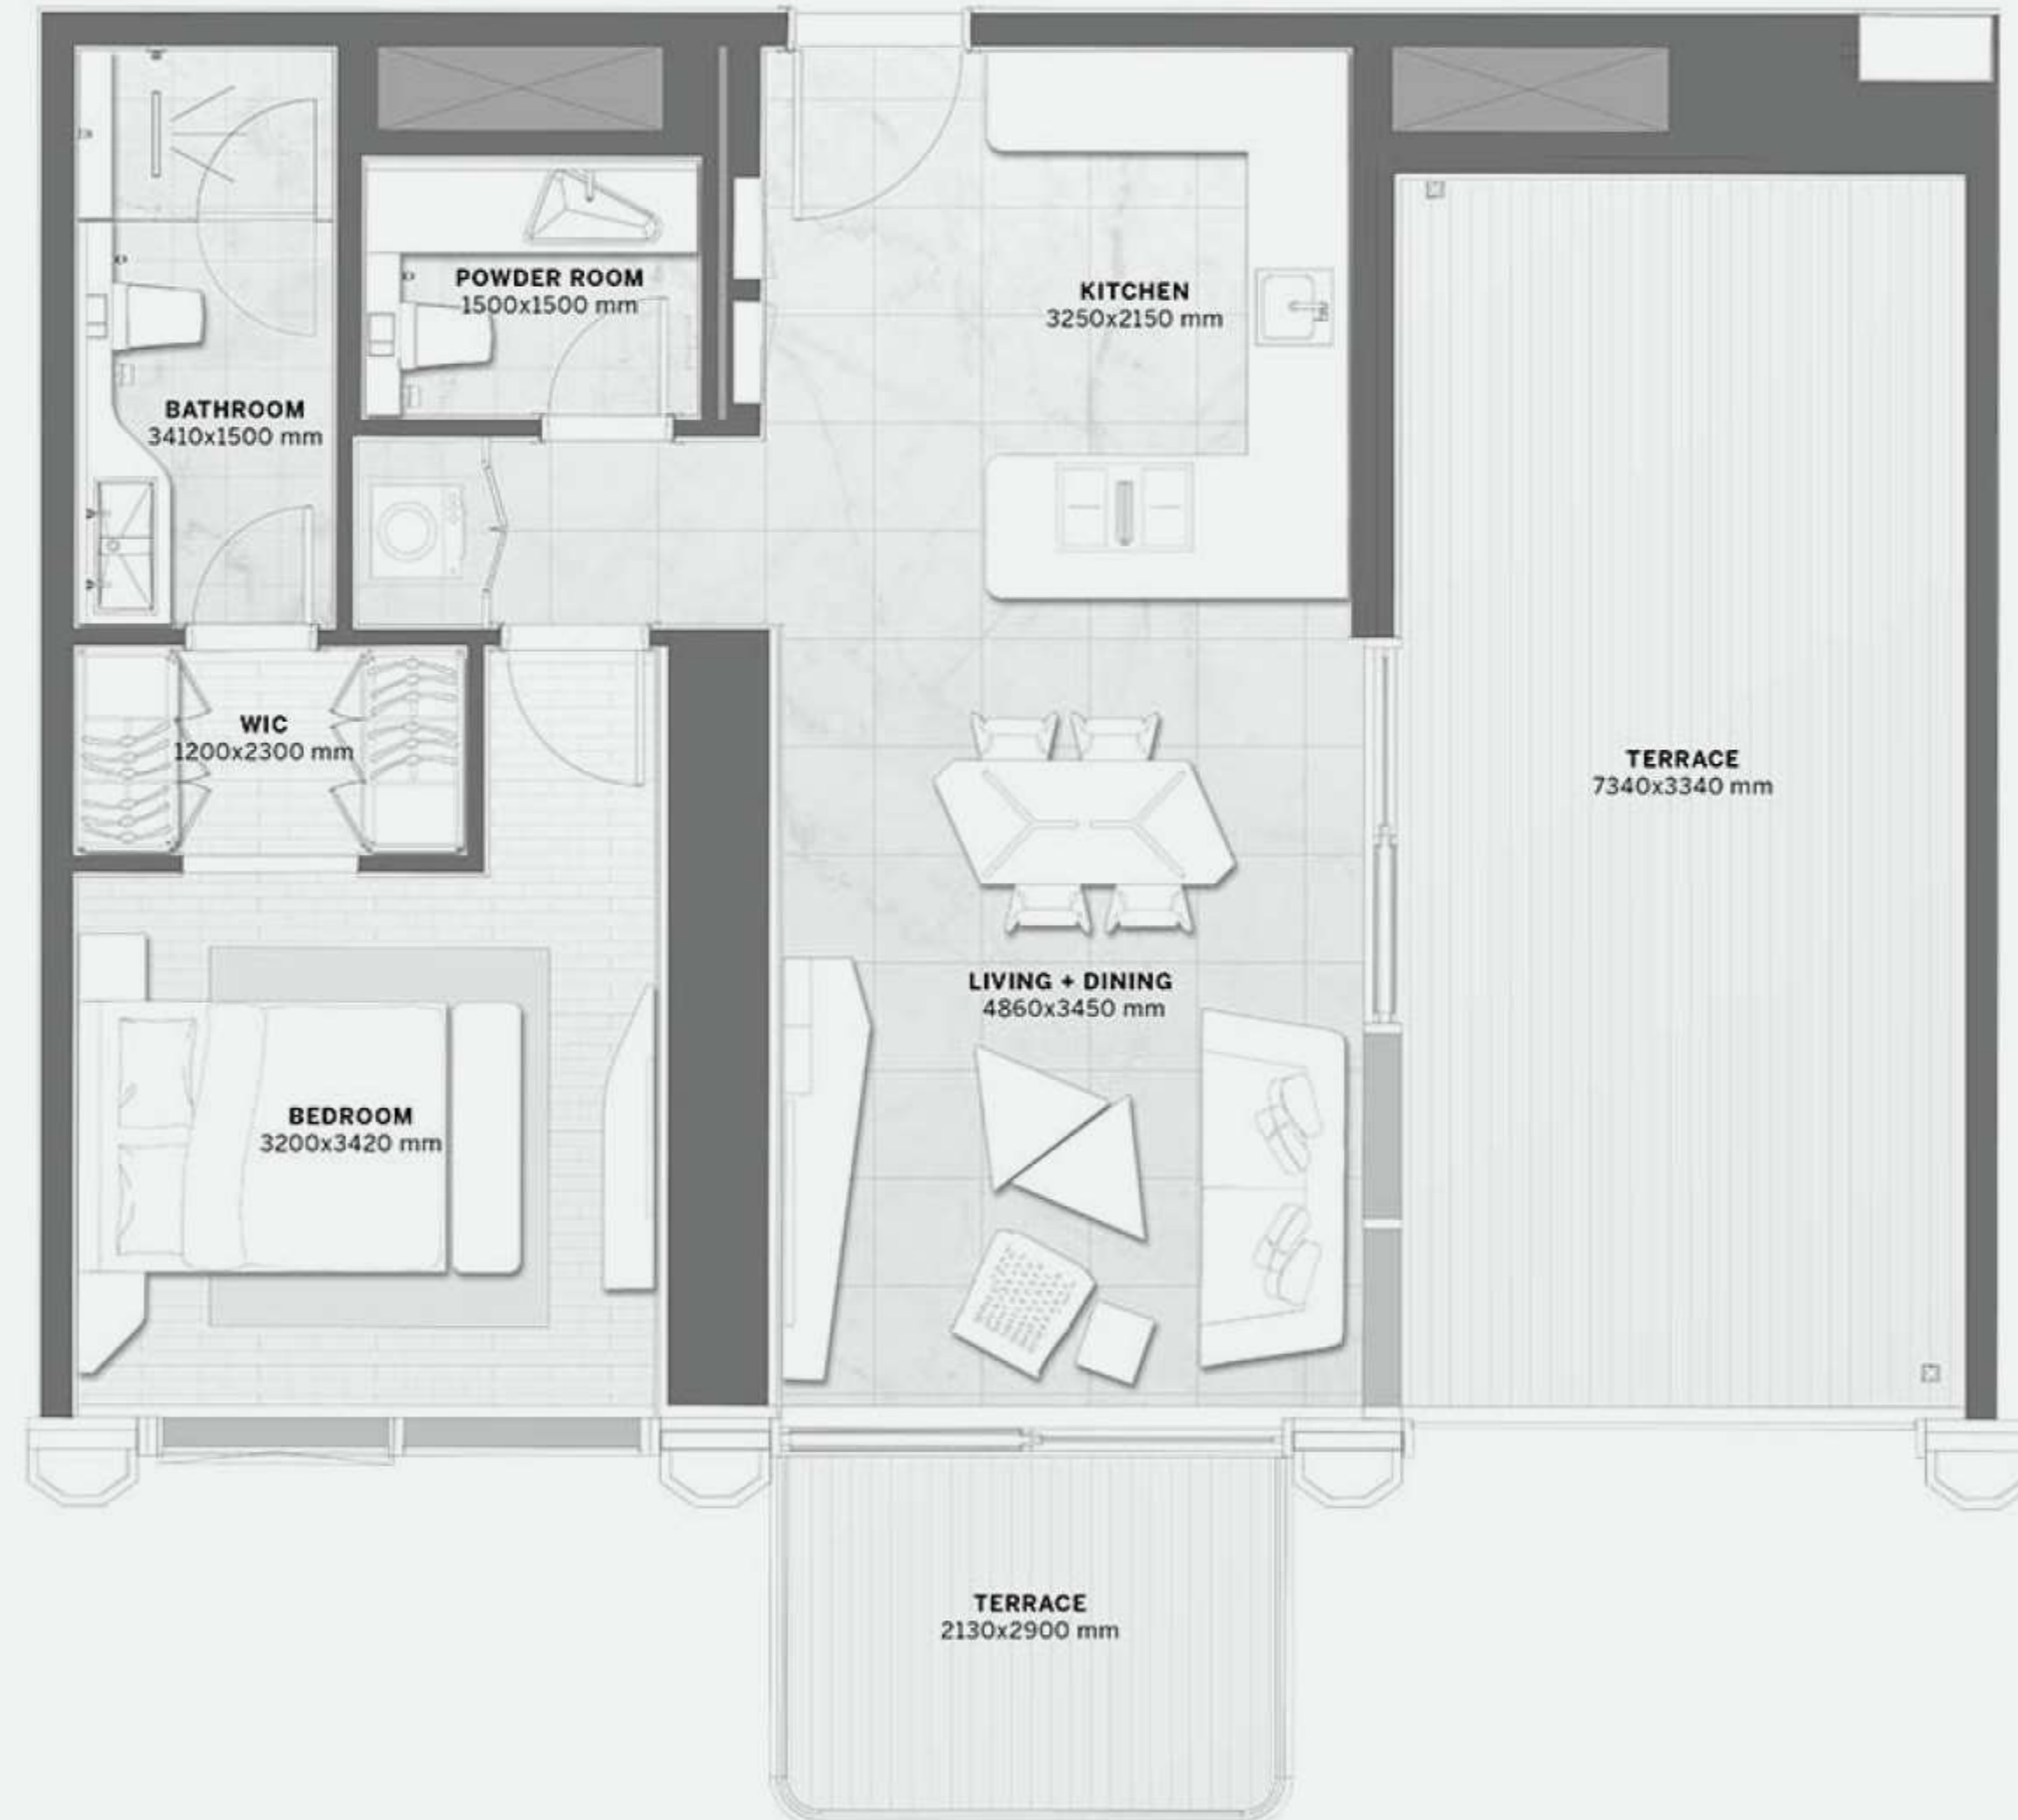 POWDER ROOM
1500x1500 mm
KITCHEN
3250x2150 mm
BATHROOM
3410x1500 mm
WIC
1200x2300 mm
TERRACE
7340x3340 mm
LIVING + DINING
4860x3450 mm
BEDROOM
3200x3420 mm
TERRACE
2130x2900 mm